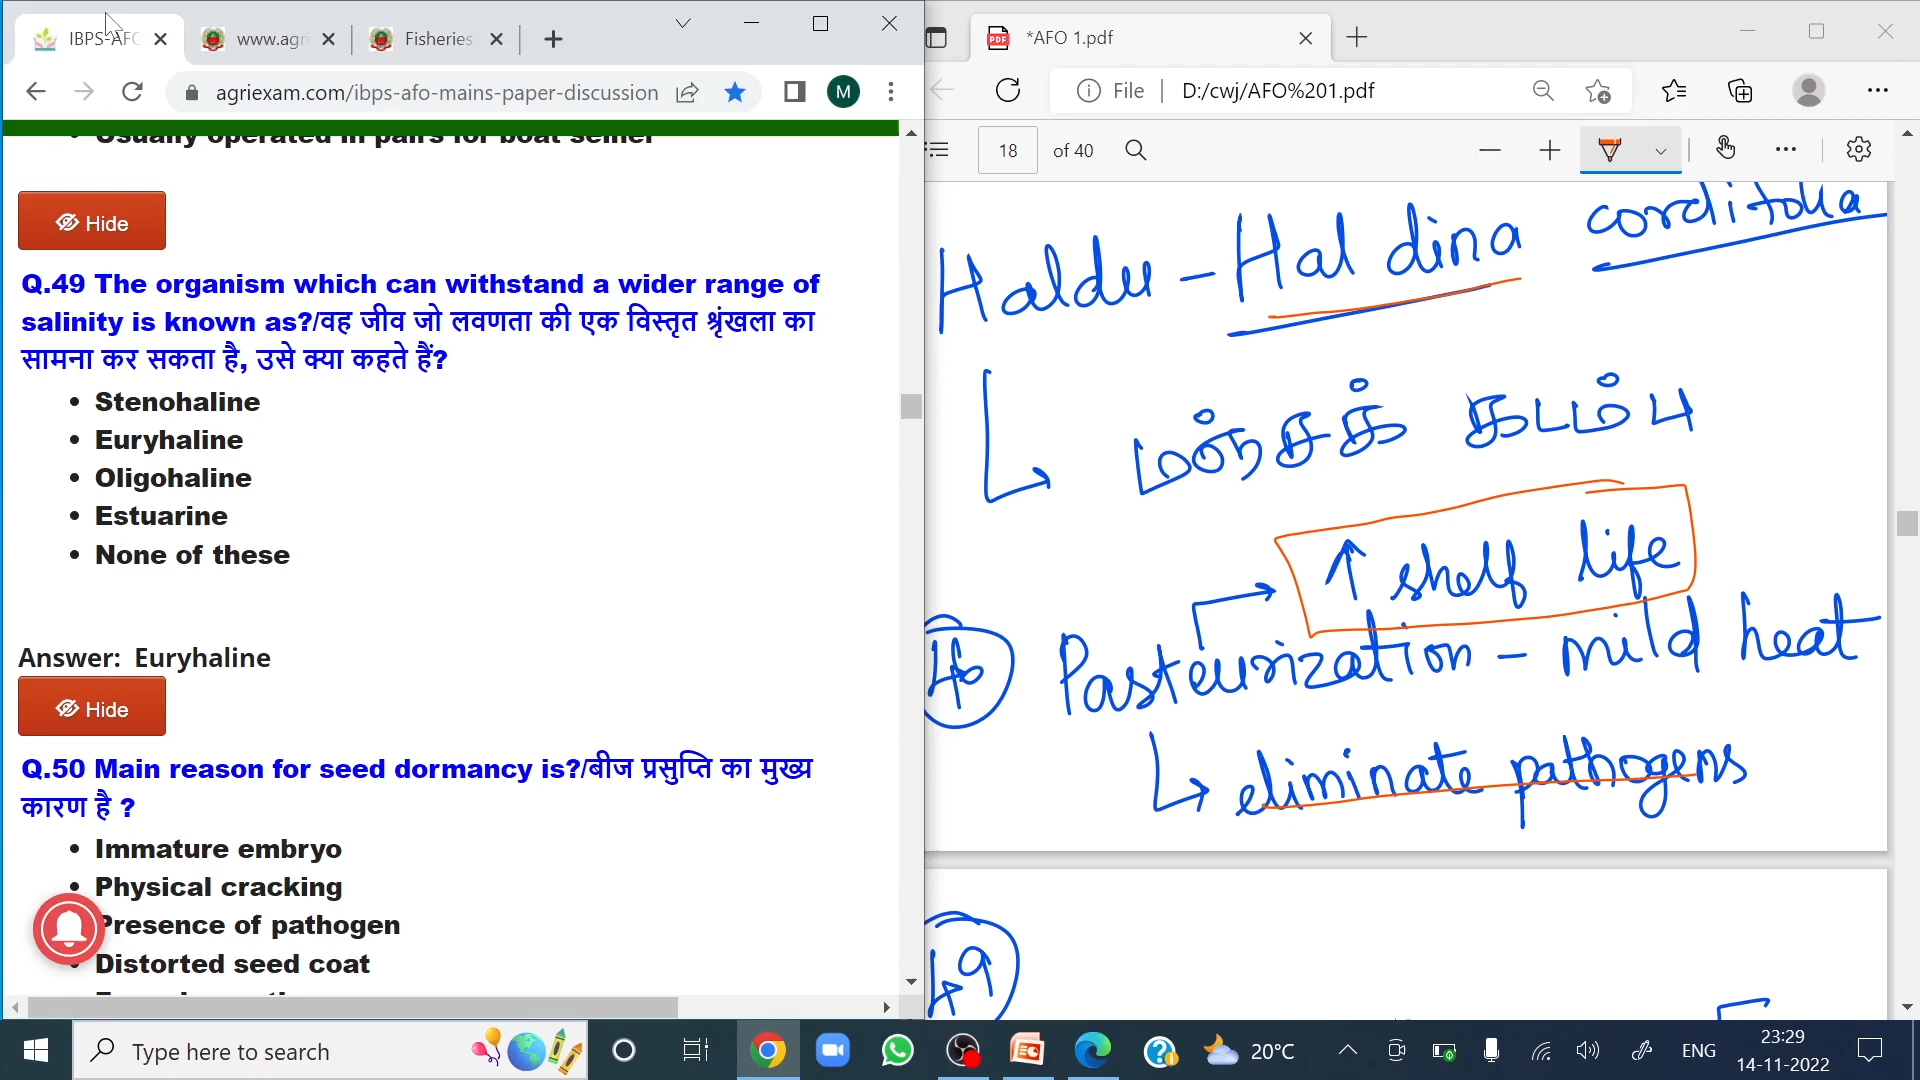 IBPS-AFC
www.agri
Fisheries
agriexam.com/ibps-afo-mains-paper-discussion
M
Usually operated in pairs for boat seiner
Hide
Q.49 The organism which can withstand a wider range of
salinity is known as?/वह जीव जो लवणता की एक विस्तृत श्रृंखला का
सामना कर सकता है, उसे क्या कहते हैं?
• Stenohaline
• Euryhaline
• Oligohaline
• Estuarine
• None of these
Answer: Euryhaline
Hide
Q.50 Main reason for seed dormancy is?/बीज प्रसुप्ति का मुख्य
कारण है ?
• Immature embryo
• Physical cracking
Presence of pathogen
Distorted seed coat
*AFO 1.pdf
File D:/cwj/AFO%201.pdf
18 of 40
Haldu - Haldina cordifolia
மஞ்சக் கடம்பு
↑ shelf life
46 Pasteurization - mild heat
eliminate pathogens
49
Type here to search
20°C
ENG
23:29
14-11-2022